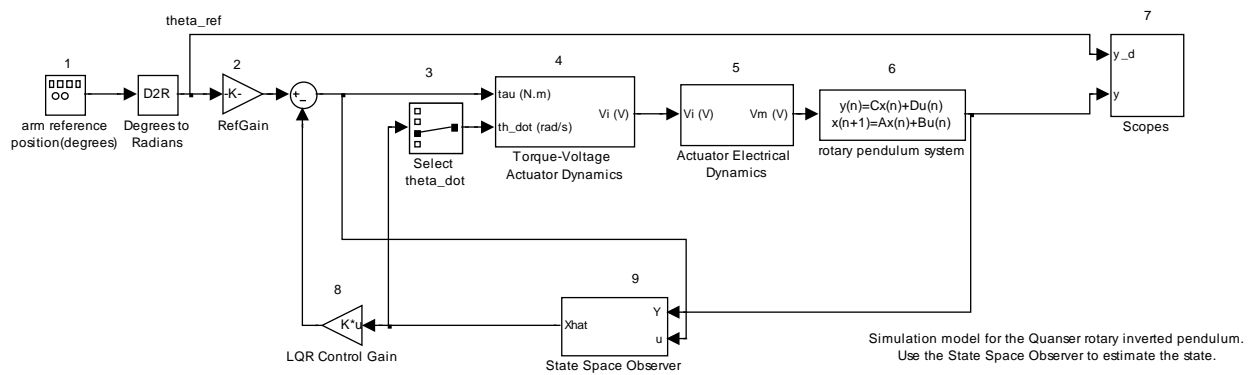 theta_ref
1
arm reference
position(degrees)
D2R
Degrees to
Radians
2
-K-
RefGain
+
−
3
Select
theta_dot
4
tau (N.m)
th_dot (rad/s)
Vi (V)
Torque-Voltage
Actuator Dynamics
5
Vi (V)
Vm (V)
Actuator Electrical
Dynamics
6
y(n)=Cx(n)+Du(n)
x(n+1)=Ax(n)+Bu(n)
rotary pendulum system
7
y_d
y
Scopes
8
K*u
LQR Control Gain
9
Xhat
Y
u
State Space Observer
Simulation model for the Quanser rotary inverted pendulum.
Use the State Space Observer to estimate the state.